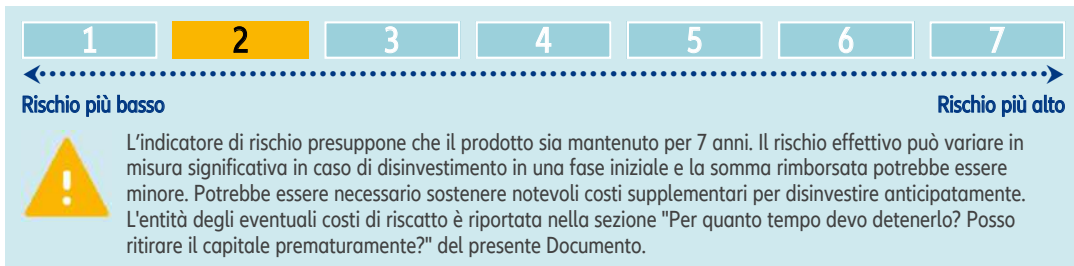 1 2 3 4 5 6 7
Rischio più basso Rischio più alto
L'indicatore di rischio presuppone che il prodotto sia mantenuto per 7 anni. Il rischio effettivo può variare in
misura significativa in caso di disinvestimento in una fase iniziale e la somma rimborsata potrebbe essere
minore. Potrebbe essere necessario sostenere notevoli costi supplementari per disinvestire anticipatamente.
L'entità degli eventuali costi di riscatto è riportata nella sezione "Per quanto tempo devo detenerlo? Posso
ritirare il capitale prematuramente?" del presente Documento.